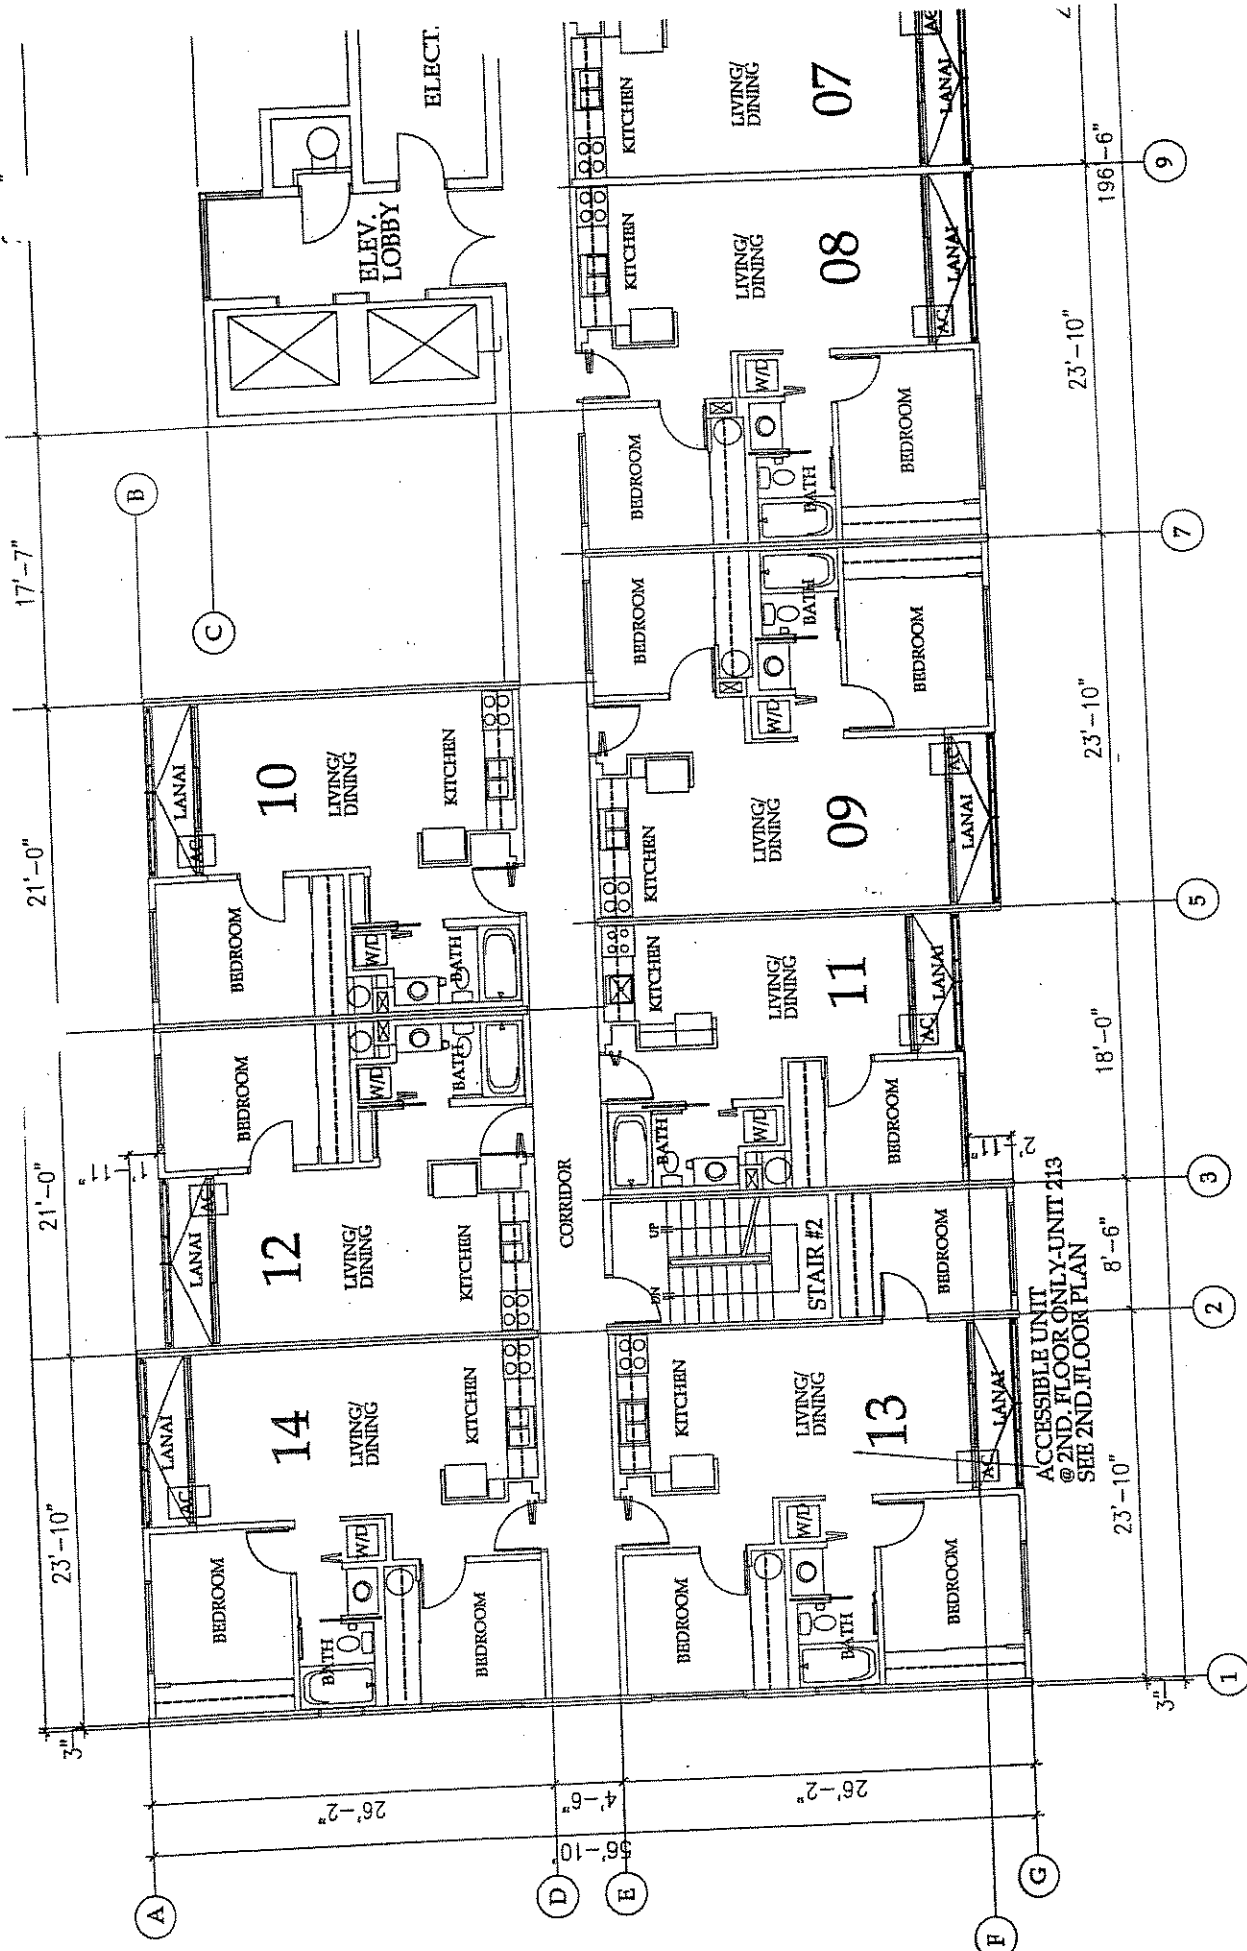 17'-7"
21'-0"
21'-0"
23'-10"
3"
B
C
ELEV.
LOBBY
ELECT.
LANAI
AC
10
LIVING/
DINING
KITCHEN
BEDROOM
W/D
BATH
1'-
11"
LANAI
AC
12
LIVING/
DINING
KITCHEN
BEDROOM
W/D
BATH
LANAI
AC
14
LIVING/
DINING
KITCHEN
BEDROOM
W/D
BATH
BEDROOM
CORRIDOR
KITCHEN
LIVING/
DINING
07
AC
LANAI
KITCHEN
LIVING/
DINING
08
AC
LANAI
BEDROOM
W/D
BATH
BEDROOM
BEDROOM
W/D
BATH
BEDROOM
KITCHEN
LIVING/
DINING
09
AC
LANAI
KITCHEN
LIVING/
DINING
11
AC
LANAI
BATH
W/D
BEDROOM
UP
DN
STAIR #2
BEDROOM
KITCHEN
LIVING/
DINING
13
AC
LANAI
BEDROOM
W/D
BATH
BEDROOM
ACCESSIBLE UNIT
@ 2ND. FLOOR ONLY-UNIT 213
SEE 2ND. FLOOR PLAN
2'-
11"
196'-6"
23'-10"
23'-10"
18'-0"
8'-6"
23'-10"
3"
9
7
5
3
2
1
26'-2"
4'-6"
26'-2"
56'-10"
A
D
E
F
G